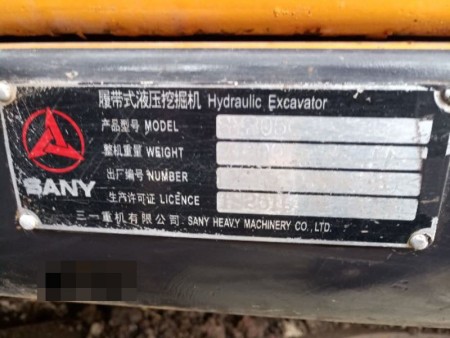 履带式液压挖掘机 Hydraulic Excavator
产品型号 MODEL
整机重量 WEIGHT
出厂编号 NUMBER
生产许可证 LICENCE
SANY
三一重机有限公司. SANY HEAVY MACHINERY CO., LTD.